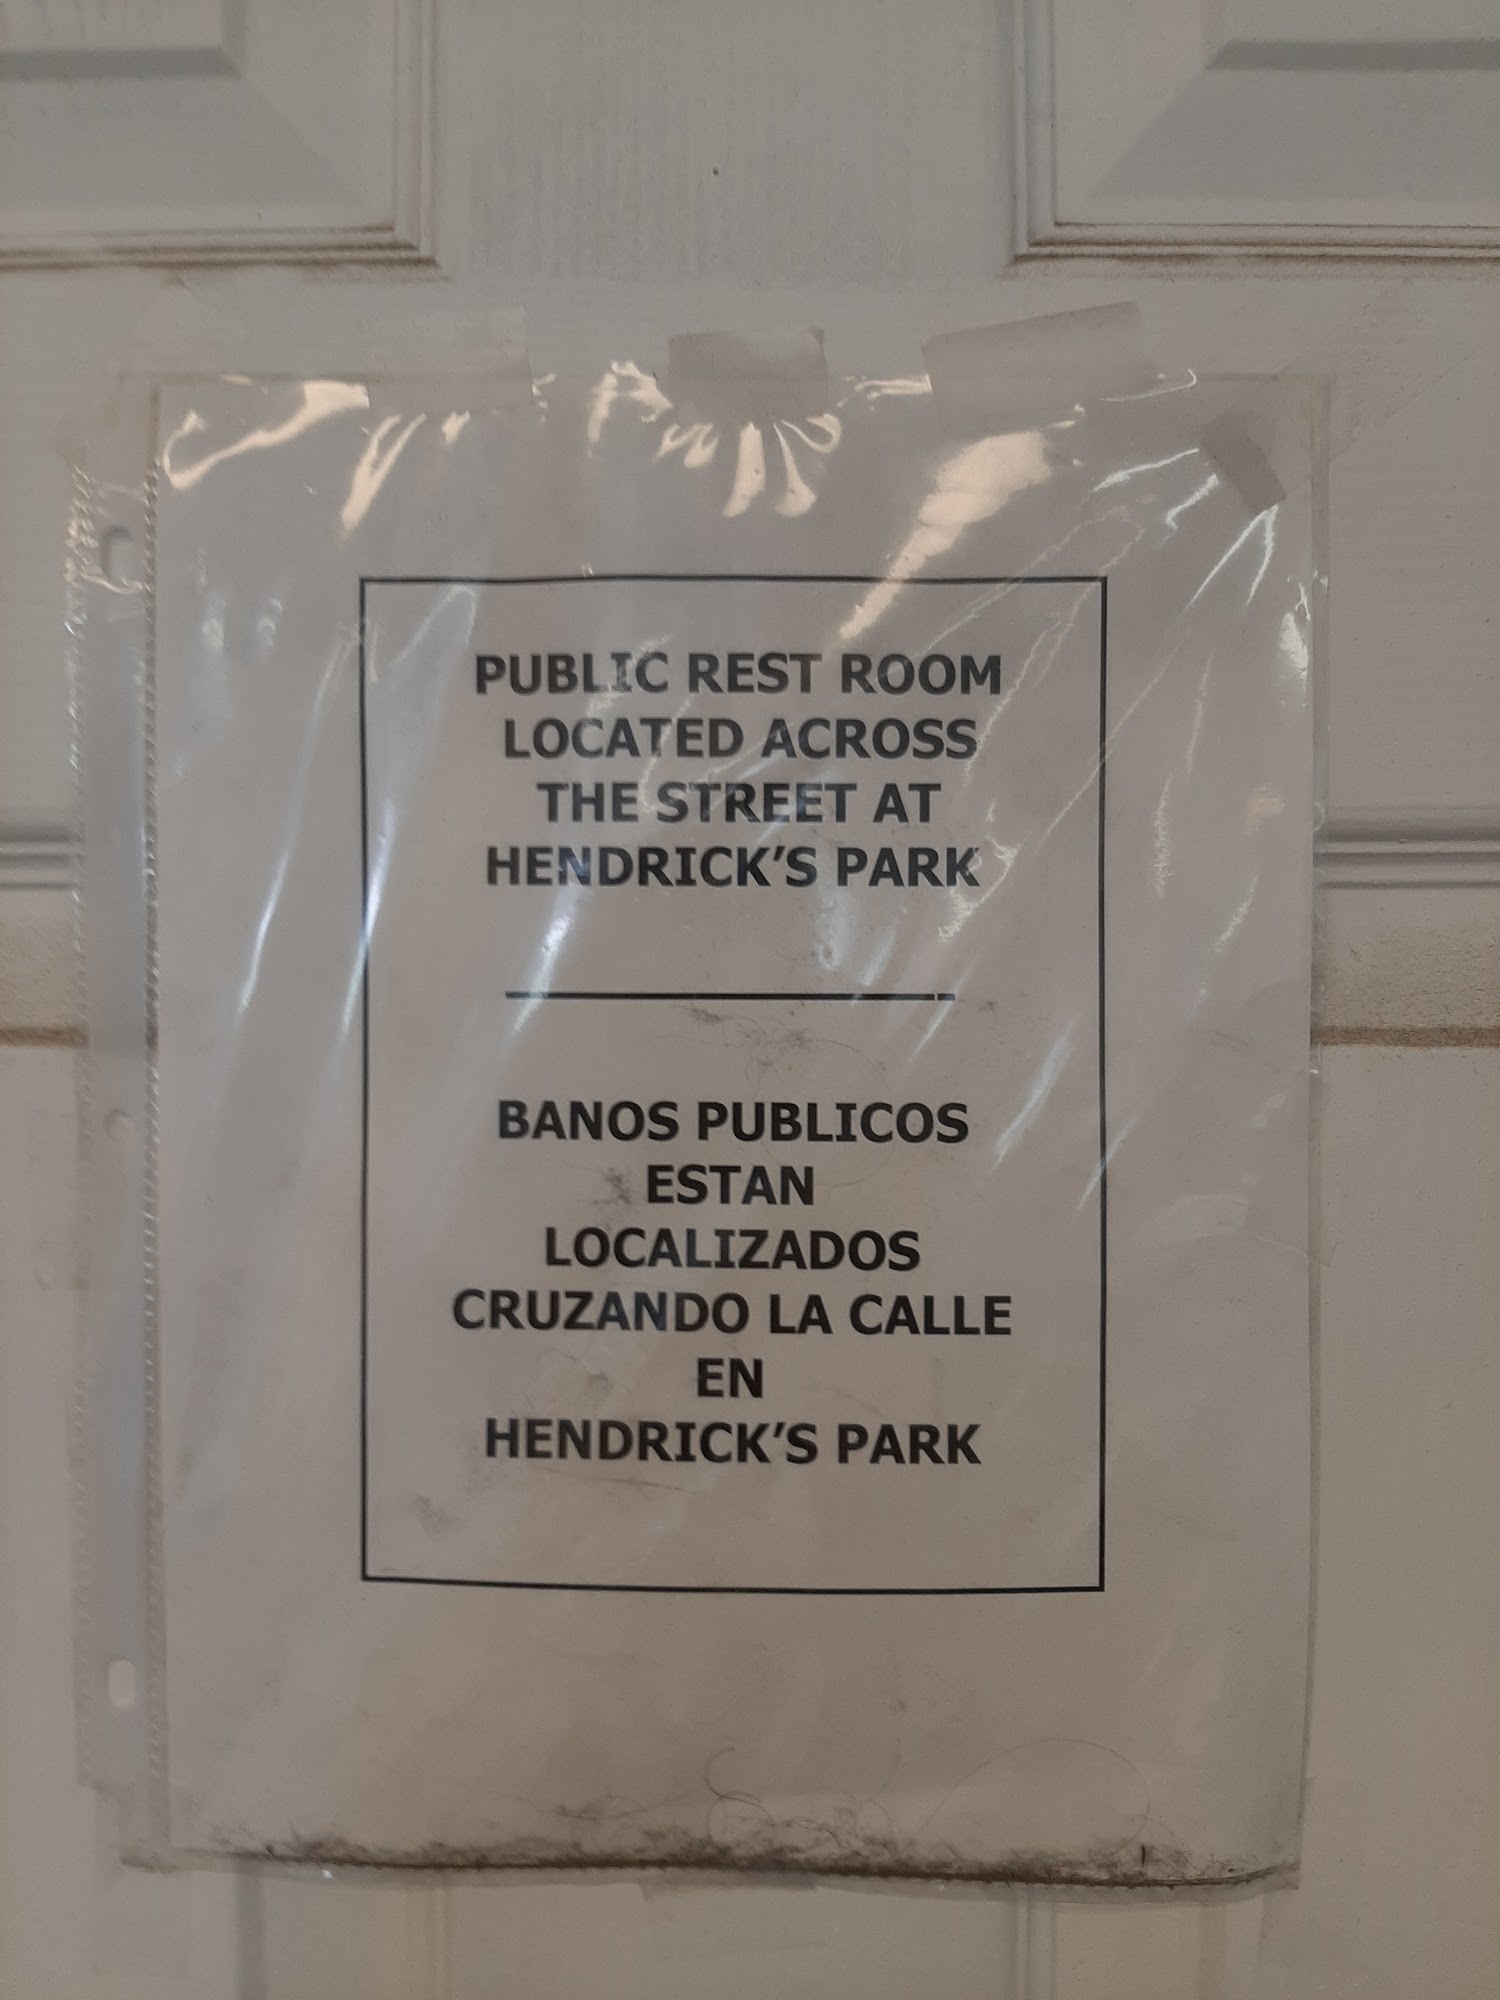 PUBLIC REST ROOM
LOCATED ACROSS
THE STREET AT
HENDRICK’S PARK
BANOS PUBLICOS
ESTAN
LOCALIZADOS
CRUZANDO LA CALLE
EN
HENDRICK’S PARK